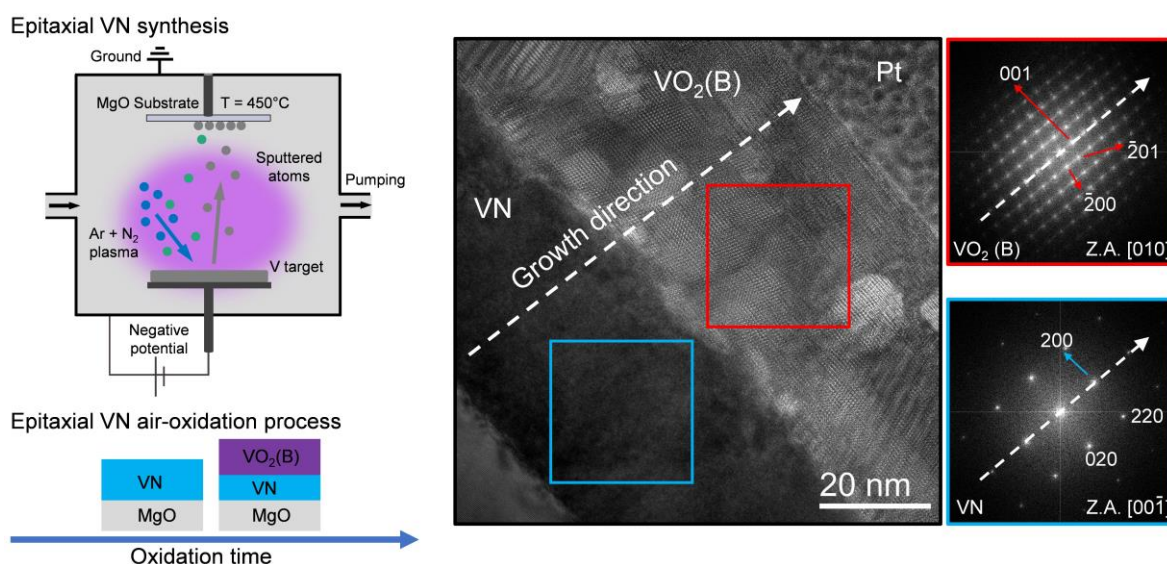 Epitaxial VN synthesis
Ground
MgO Substrate
T = 450°C
Sputtered
atoms
Pumping
Ar + N₂
plasma
V target
Negative
potential
Epitaxial VN air-oxidation process
VN
MgO
VO₂(B)
VN
MgO
Oxidation time
VO₂(B)
Pt
VN
Growth direction
20 nm
001
2̄01
2̄00
VO₂ (B)
Z.A. [010]
200
220
020
VN
Z.A. [001̄]